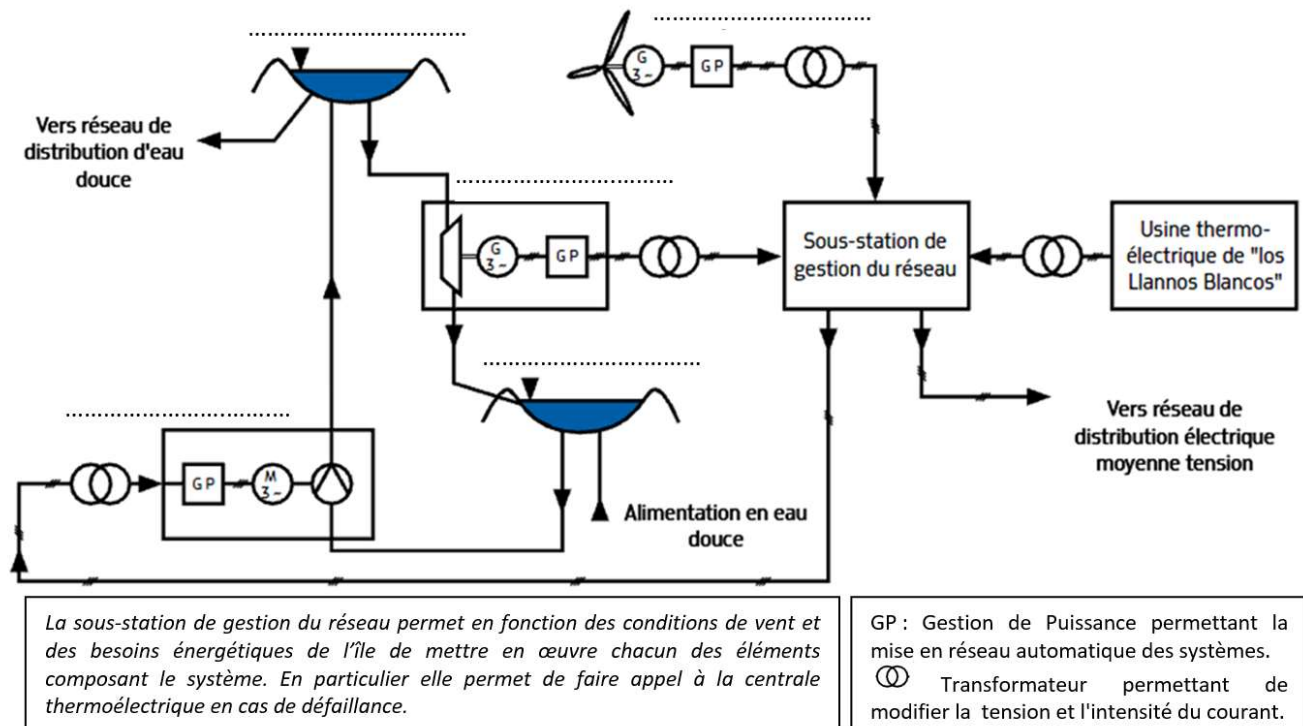 Vers réseau de
distribution d'eau
douce
G
3~
GP
G
3~
GP
Sous-station de
gestion du réseau
Usine thermo-
électrique de "los
Llannos Blancos"
GP
M
3~
Alimentation en eau
douce
Vers réseau de
distribution électrique
moyenne tension
La sous-station de gestion du réseau permet en fonction des conditions de vent et
des besoins énergétiques de l'île de mettre en œuvre chacun des éléments
composant le système. En particulier elle permet de faire appel à la centrale
thermoélectrique en cas de défaillance.
GP : Gestion de Puissance permettant la
mise en réseau automatique des systèmes.
Transformateur permettant de
modifier la tension et l'intensité du courant.